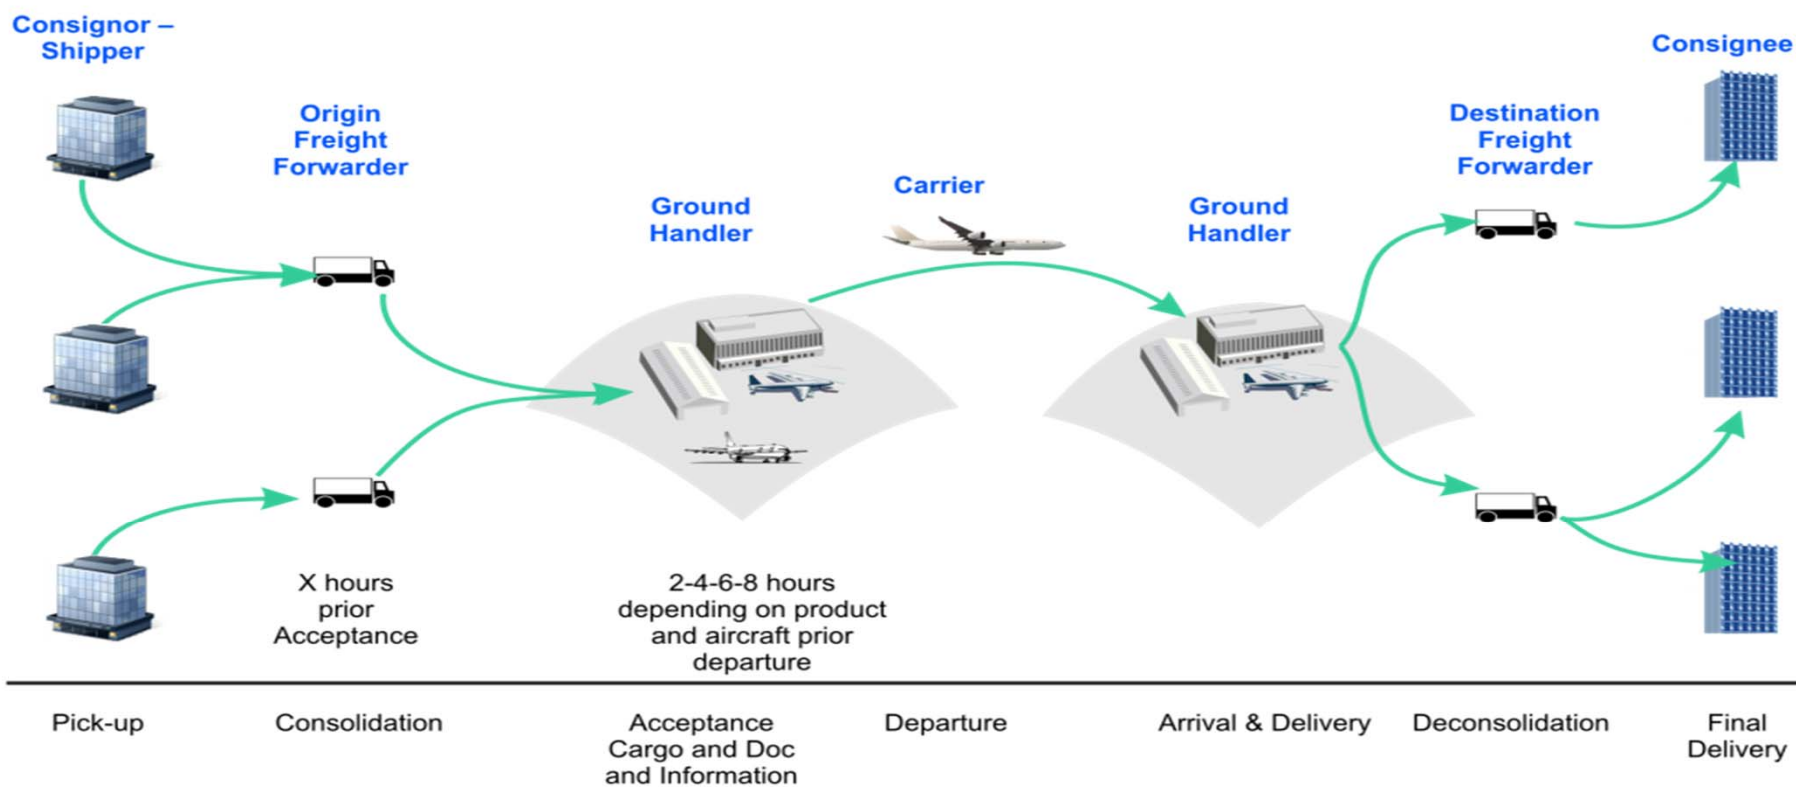 Consignor –
Shipper
Origin
Freight
Forwarder
Ground
Handler
Carrier
Ground
Handler
Destination
Freight
Forwarder
Consignee
X hours
prior
Acceptance
2-4-6-8 hours
depending on product
and aircraft prior
departure
Pick-up
Consolidation
Acceptance
Cargo and Doc
and Information
Departure
Arrival & Delivery
Deconsolidation
Final
Delivery